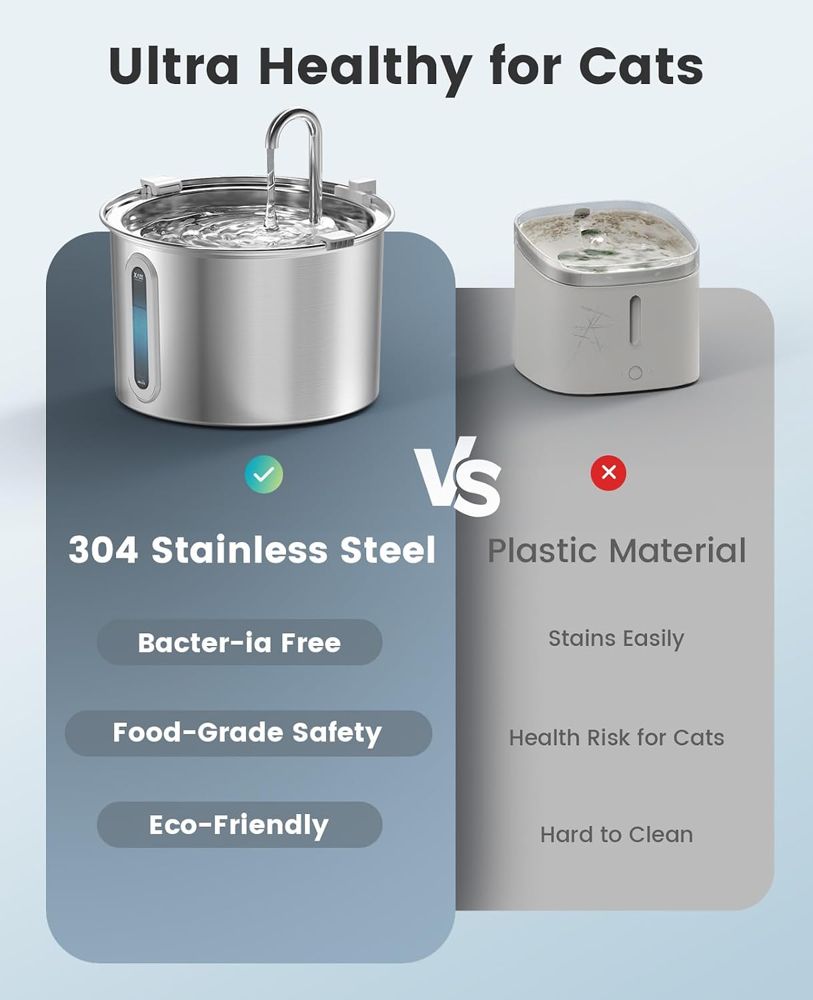 Ultra Healthy for Cats
VS
304 Stainless Steel
Plastic Material
Bacter-ia Free
Stains Easily
Food-Grade Safety
Health Risk for Cats
Eco-Friendly
Hard to Clean